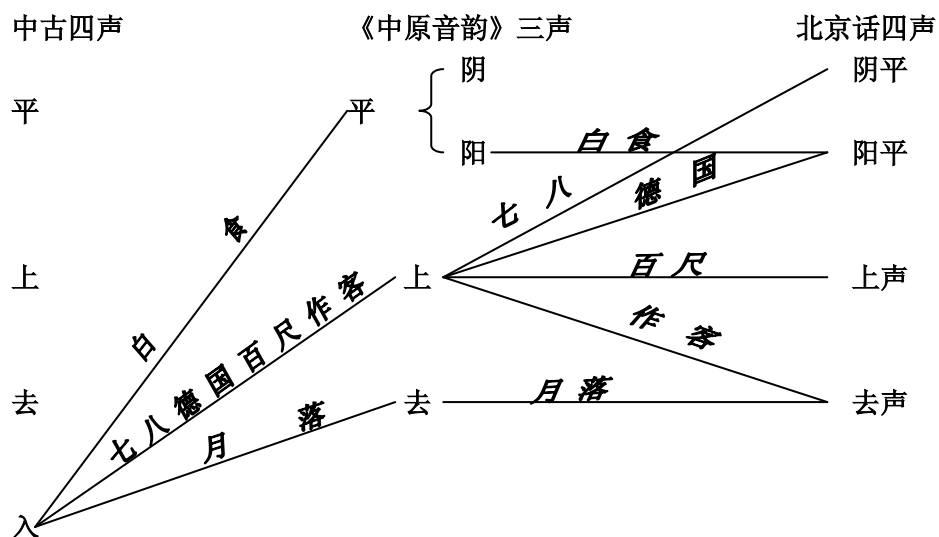 中古四声 《中原音韵》三声 北京话四声
阴 阴平
平 平
阳 白食 阳平
七八 德国
食
上 上 百尺 上声
白 作客
去 去 月落 去声
七八德国百尺作客
月落
入